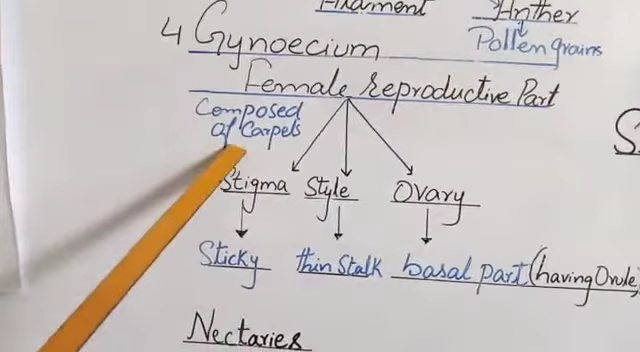 Filament Anther
Pollen grains
4 Gynoecium
Female reproductive Part
Composed
of Carpels
Stigma Style Ovary
Sticky thin Stalk basal part (having Ovule
Nectaries
S